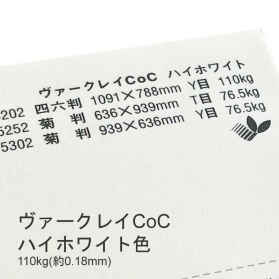 ヴァークレイCoC ハイホワイト
5202 四六判 1091×788mm Y目 110kg
5252 菊 判 636×939mm T目 76.5kg
5302 菊 判 939×636mm Y目 76.5kg
ヴァークレイCoC
ハイホワイト色
110kg(約0.18mm)